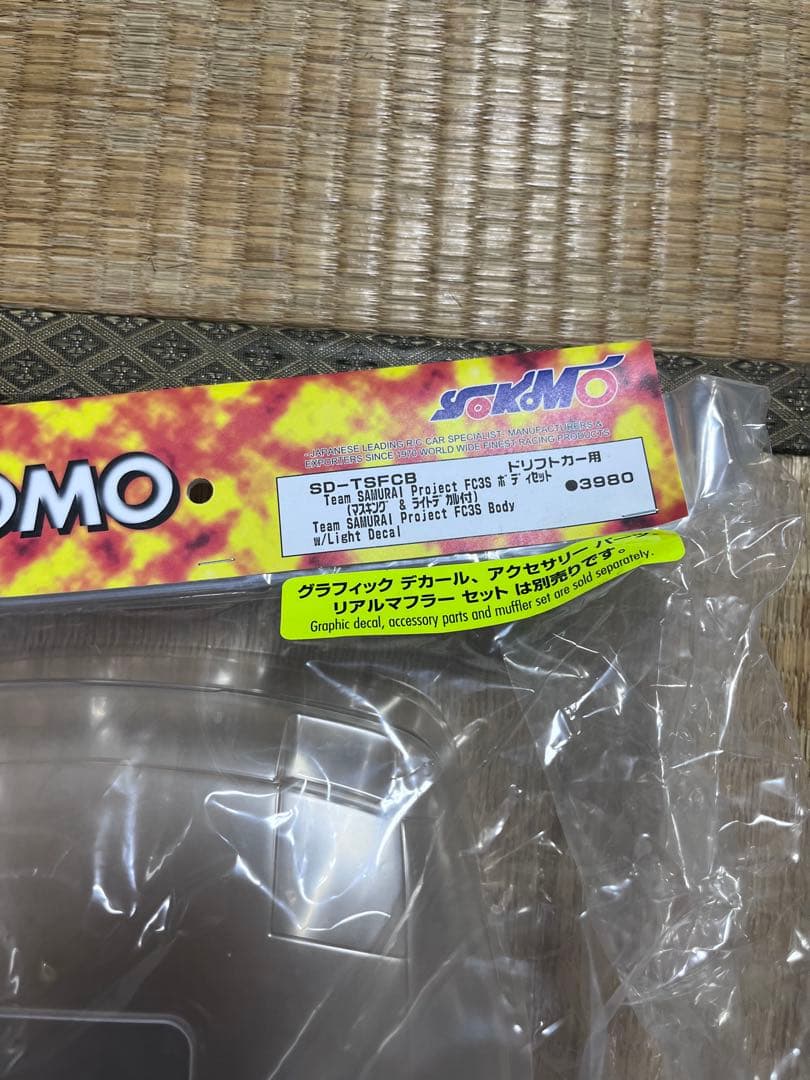 YOKOMO
-JAPANESE LEADING R/C CAR SPECIALIST: MANUFACTURERS &
EXPORTERS SINCE 1970 WORLD WIDE FINEST RACING PRODUCTS
OMO
SD-TSFCB ドリフトカー用
Team SAMURAI Project FC3S ボディセット
(マスキング & ライトデカル付) ●3980
Team SAMURAI Project FC3S Body
w/Light Decal
グラフィック デカール、アクセサリー パーツ
リアルマフラー セット は別売りです。
Graphic decal, accessory parts and muffler set are sold separately.